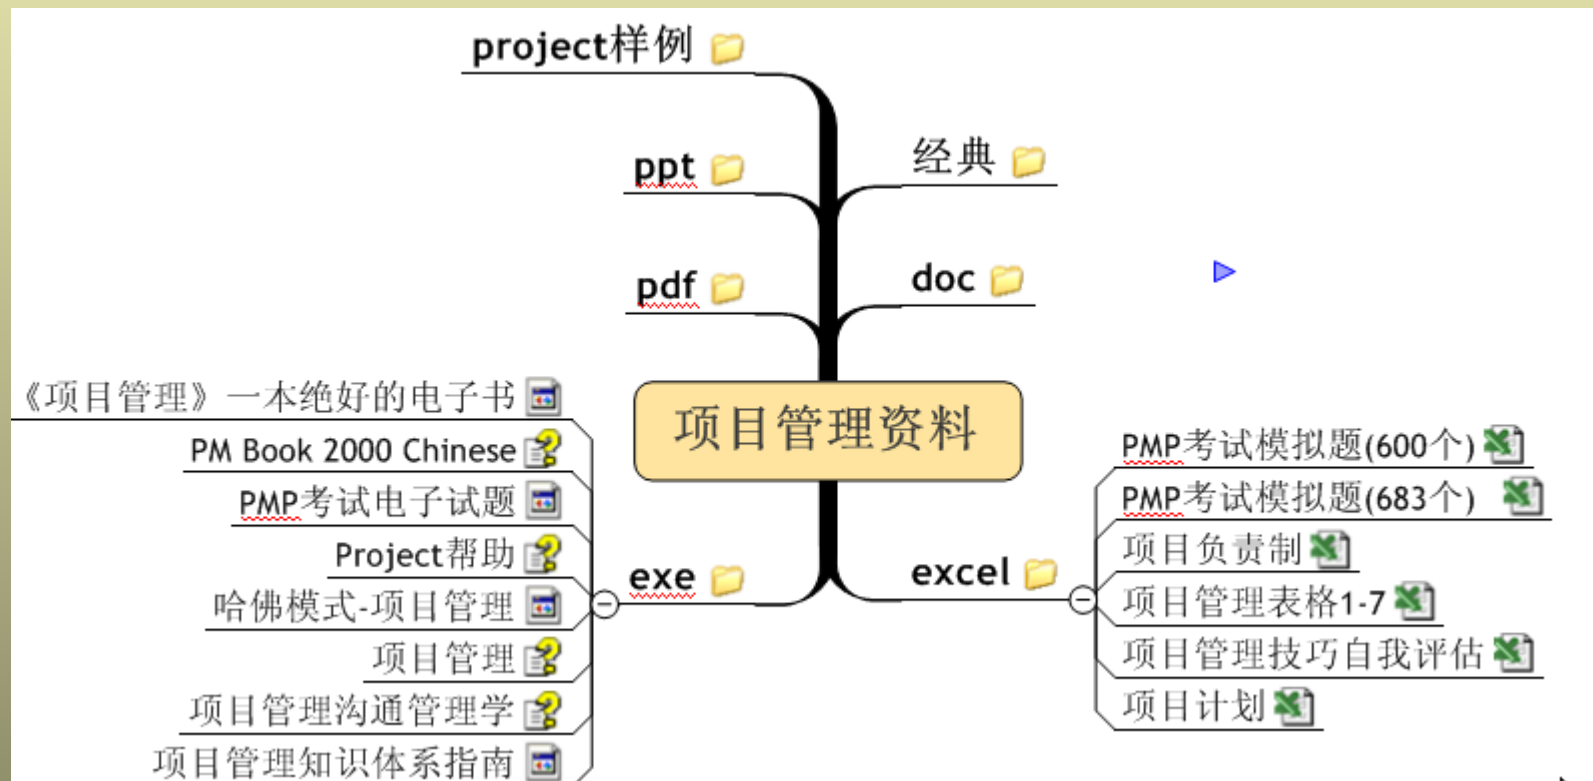 project样例
ppt
经典
pdf
doc
《项目管理》一本绝好的电子书
PM Book 2000 Chinese
PMP考试电子试题
Project帮助
哈佛模式-项目管理
项目管理
项目管理沟通管理学
项目管理知识体系指南
exe
项目管理资料
excel
PMP考试模拟题(600个)
PMP考试模拟题(683个)
项目负责制
项目管理表格1-7
项目管理技巧自我评估
项目计划